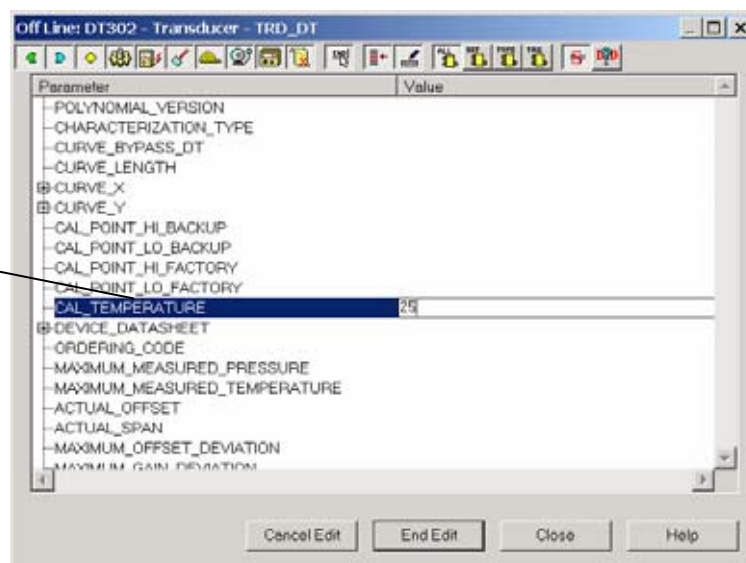 Off Line: DT302 - Transducer - TRD_DT
Parameter Value
POLYNOMIAL_VERSION
CHARACTERIZATION_TYPE
CURVE_BYPASS_DT
CURVE_LENGTH
CURVE_X
CURVE_Y
CAL_POINT_HI_BACKUP
CAL_POINT_LO_BACKUP
CAL_POINT_HI_FACTORY
CAL_POINT_LO_FACTORY
CAL_TEMPERATURE 25
DEVICE_DATASHEET
ORDERING_CODE
MAXIMUM_MEASURED_PRESSURE
MAXIMUM_MEASURED_TEMPERATURE
ACTUAL_OFFSET
ACTUAL_SPAN
MAXIMUM_OFFSET_DEVIATION
MAXIMUM_GAIN_DEVIATION
Cancel Edit End Edit Close Help